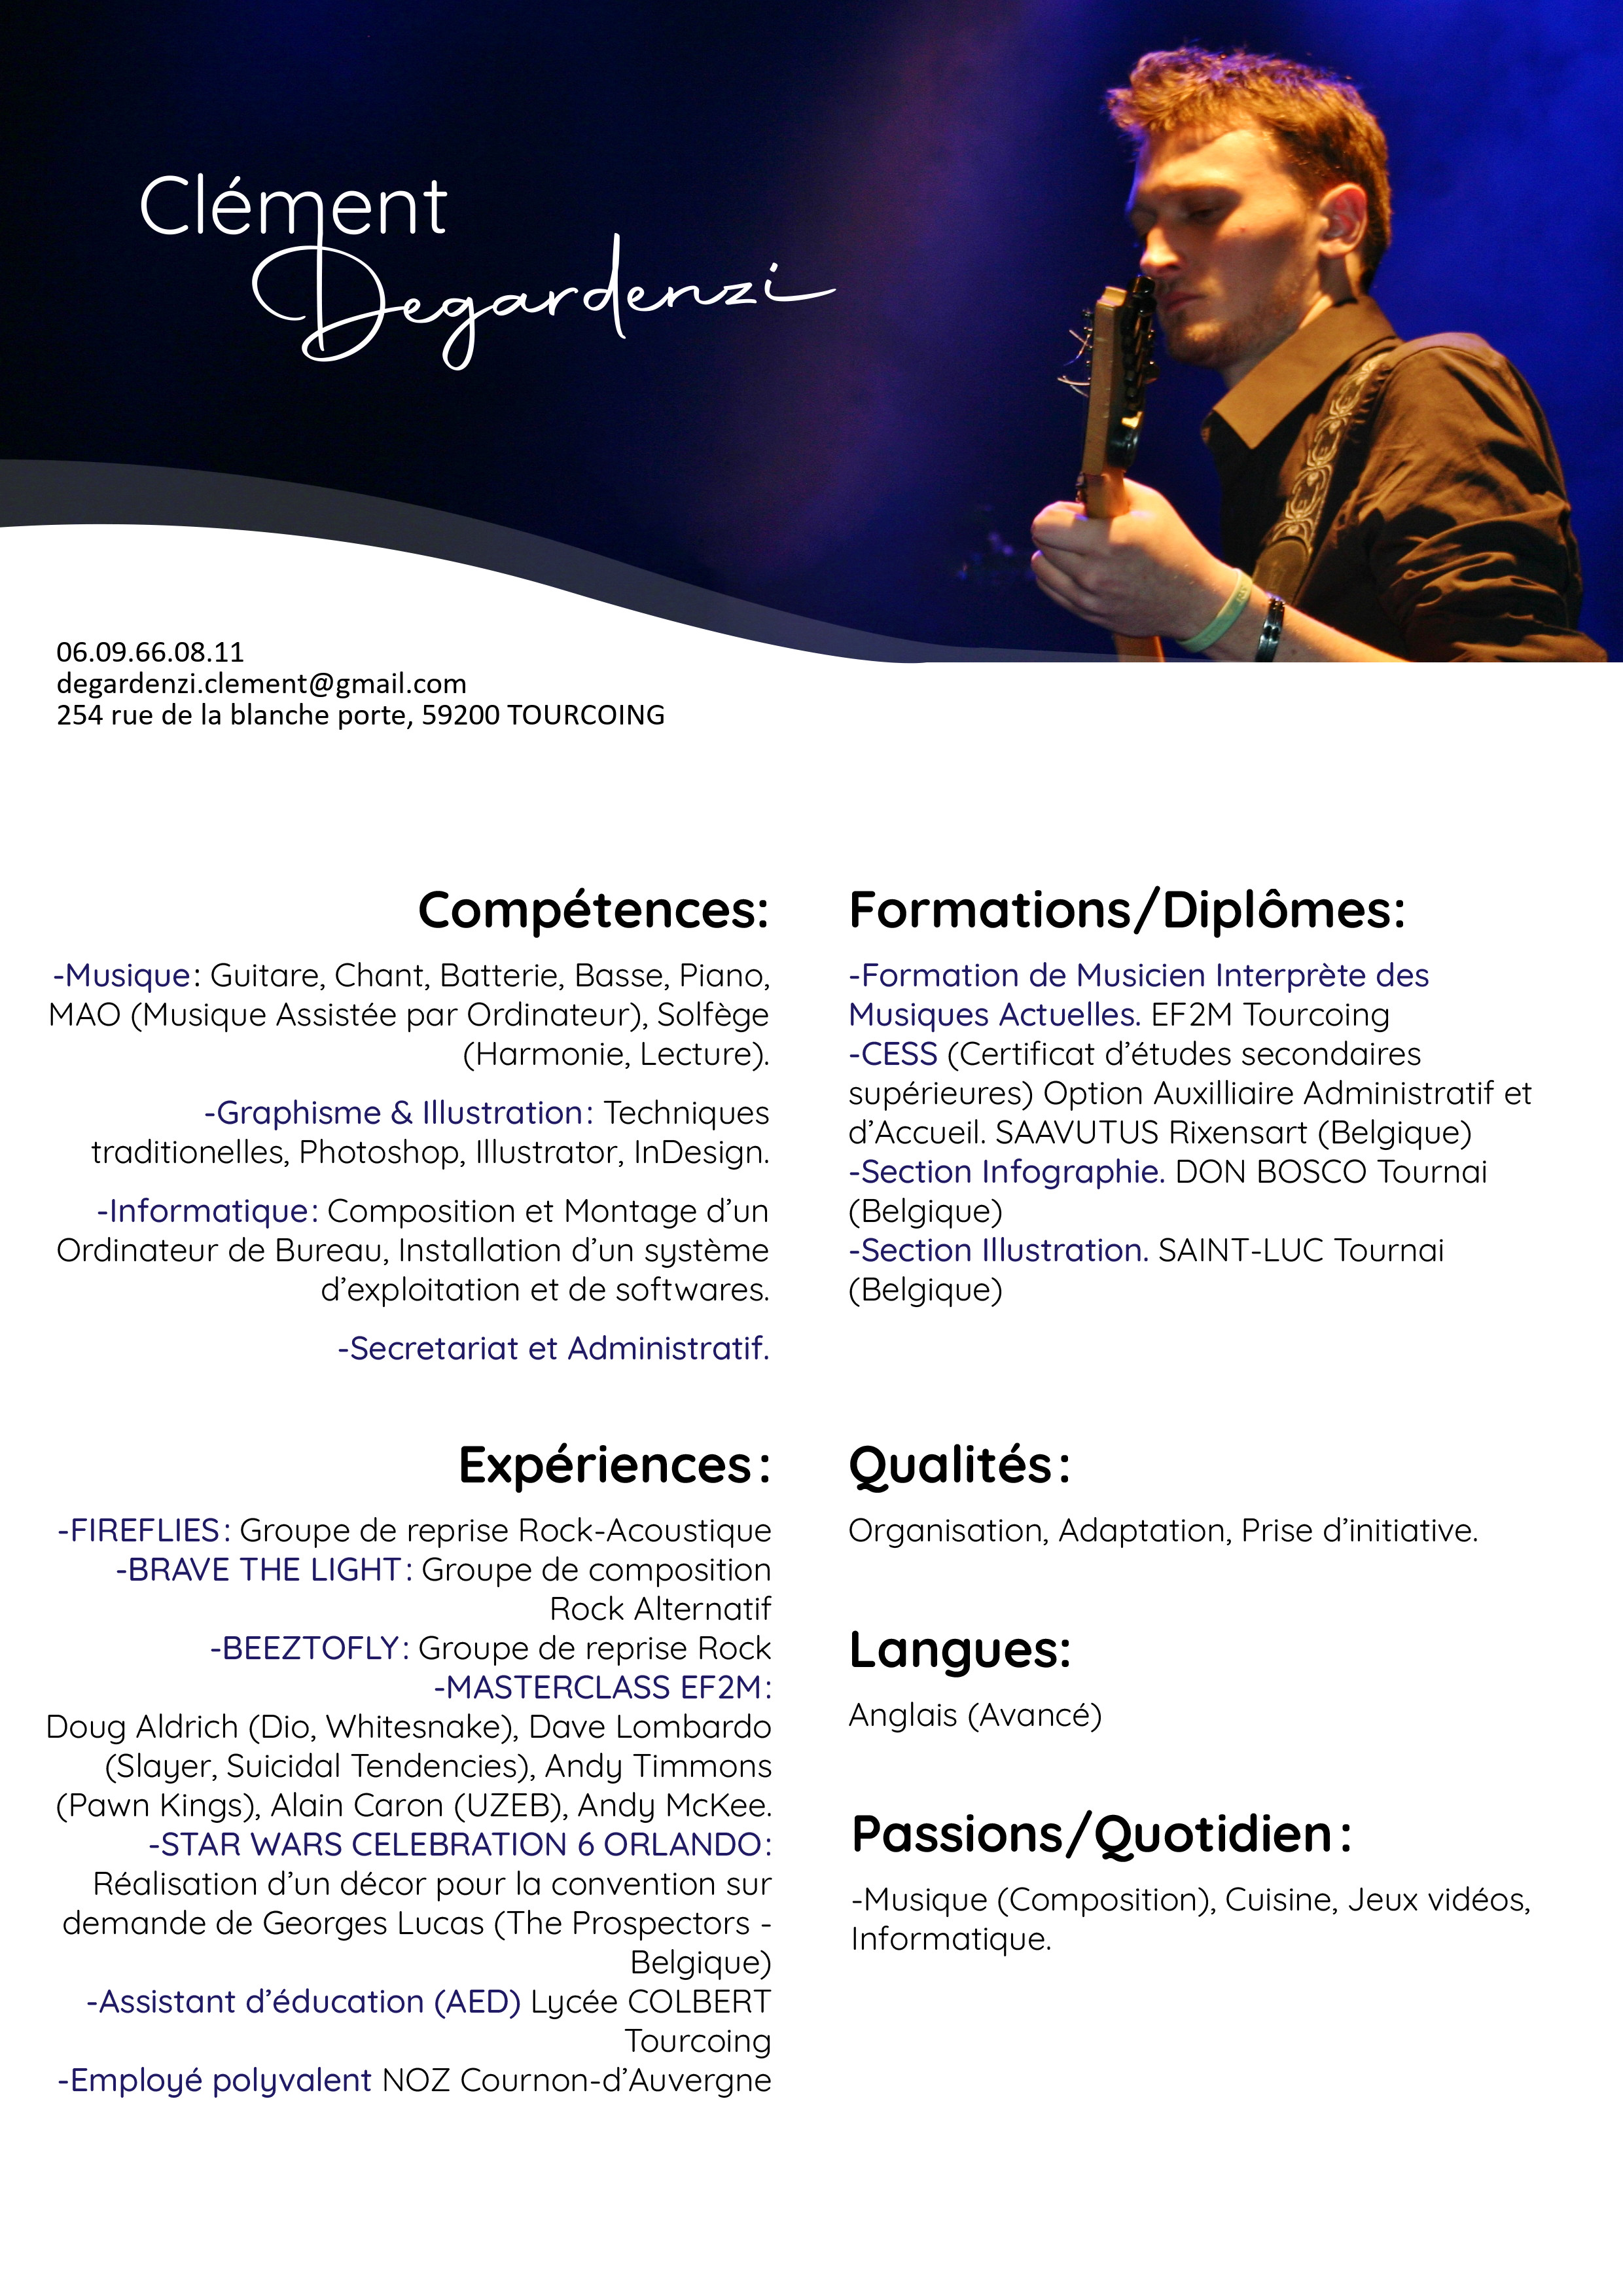 Clément
Degardenzi
06.09.66.08.11
degardenzi.clement@gmail.com
254 rue de la blanche porte, 59200 TOURCOING
Compétences:
-Musique: Guitare, Chant, Batterie, Basse, Piano,
MAO (Musique Assistée par Ordinateur), Solfège
(Harmonie, Lecture).
-Graphisme & Illustration: Techniques
traditionelles, Photoshop, Illustrator, InDesign.
-Informatique: Composition et Montage d'un
Ordinateur de Bureau, Installation d'un système
d'exploitation et de softwares.
-Secretariat et Administratif.
Formations/Diplômes:
-Formation de Musicien Interprète des
Musiques Actuelles. EF2M Tourcoing
-CESS (Certificat d'études secondaires
supérieures) Option Auxilliaire Administratif et
d'Accueil. SAAVUTUS Rixensart (Belgique)
-Section Infographie. DON BOSCO Tournai
(Belgique)
-Section Illustration. SAINT-LUC Tournai
(Belgique)
Expériences:
-FIREFLIES: Groupe de reprise Rock-Acoustique
-BRAVE THE LIGHT: Groupe de composition
Rock Alternatif
-BEEZTOFLY: Groupe de reprise Rock
-MASTERCLASS EF2M:
Doug Aldrich (Dio, Whitesnake), Dave Lombardo
(Slayer, Suicidal Tendencies), Andy Timmons
(Pawn Kings), Alain Caron (UZEB), Andy McKee.
-STAR WARS CELEBRATION 6 ORLANDO:
Réalisation d'un décor pour la convention sur
demande de Georges Lucas (The Prospectors -
Belgique)
-Assistant d'éducation (AED) Lycée COLBERT
Tourcoing
-Employé polyvalent NOZ Cournon-d'Auvergne
Qualités:
Organisation, Adaptation, Prise d'initiative.
Langues:
Anglais (Avancé)
Passions/Quotidien:
-Musique (Composition), Cuisine, Jeux vidéos,
Informatique.